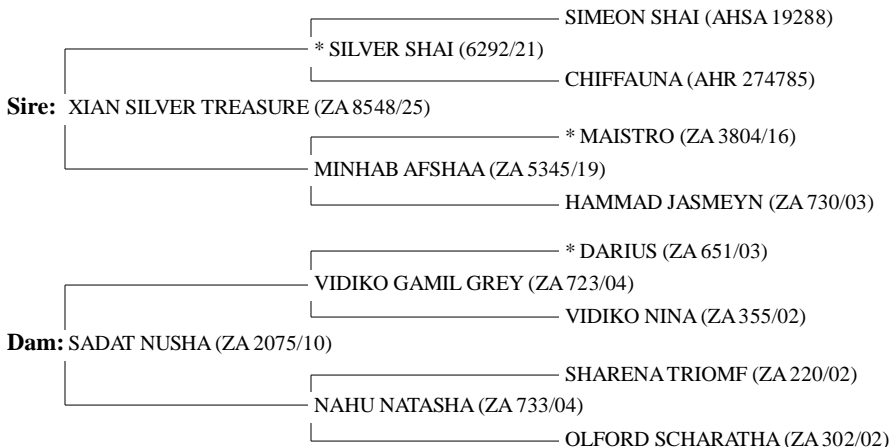 SIMEON SHAI (AHSA 19288)
* SILVER SHAI (6292/21)
CHIFFAUNA (AHR 274785)
Sire: XIAN SILVER TREASURE (ZA 8548/25)
* MAISTRO (ZA 3804/16)
MINHAB AFSHAA (ZA 5345/19)
HAMMAD JASMEYN (ZA 730/03)
* DARIUS (ZA 651/03)
VIDIKO GAMIL GREY (ZA 723/04)
VIDIKO NINA (ZA 355/02)
Dam: SADAT NUSHA (ZA 2075/10)
SHARENA TRIOMF (ZA 220/02)
NAHU NATASHA (ZA 733/04)
OLFORD SCHARATHA (ZA 302/02)